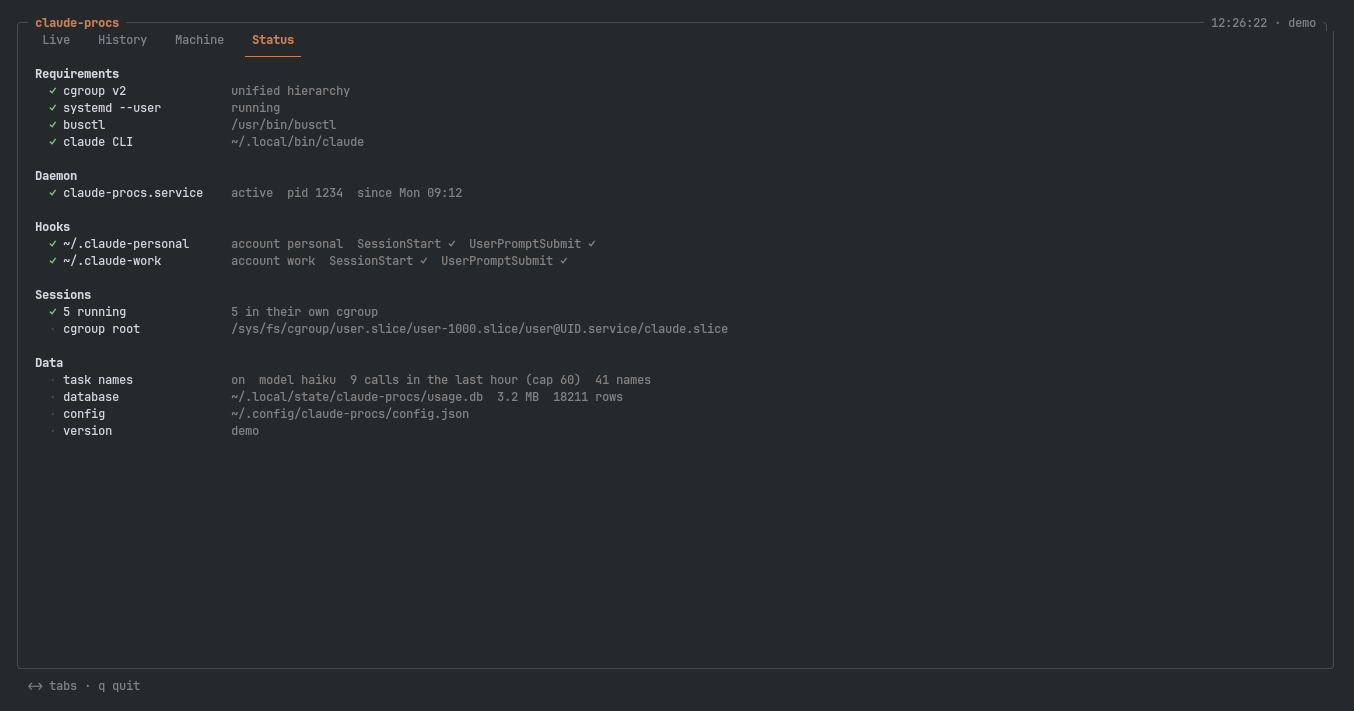 claude-procs 12:26:22 · demo
Live History Machine Status
Requirements
✓ cgroup v2 unified hierarchy
✓ systemd --user running
✓ busctl /usr/bin/busctl
✓ claude CLI ~/.local/bin/claude
Daemon
✓ claude-procs.service active pid 1234 since Mon 09:12
Hooks
✓ ~/.claude-personal account personal SessionStart ✓ UserPromptSubmit ✓
✓ ~/.claude-work account work SessionStart ✓ UserPromptSubmit ✓
Sessions
✓ 5 running 5 in their own cgroup
· cgroup root /sys/fs/cgroup/user.slice/user-1000.slice/user@UID.service/claude.slice
Data
· task names on model haiku 9 calls in the last hour (cap 60) 41 names
· database ~/.local/state/claude-procs/usage.db 3.2 MB 18211 rows
· config ~/.config/claude-procs/config.json
· version demo
↔ tabs · q quit